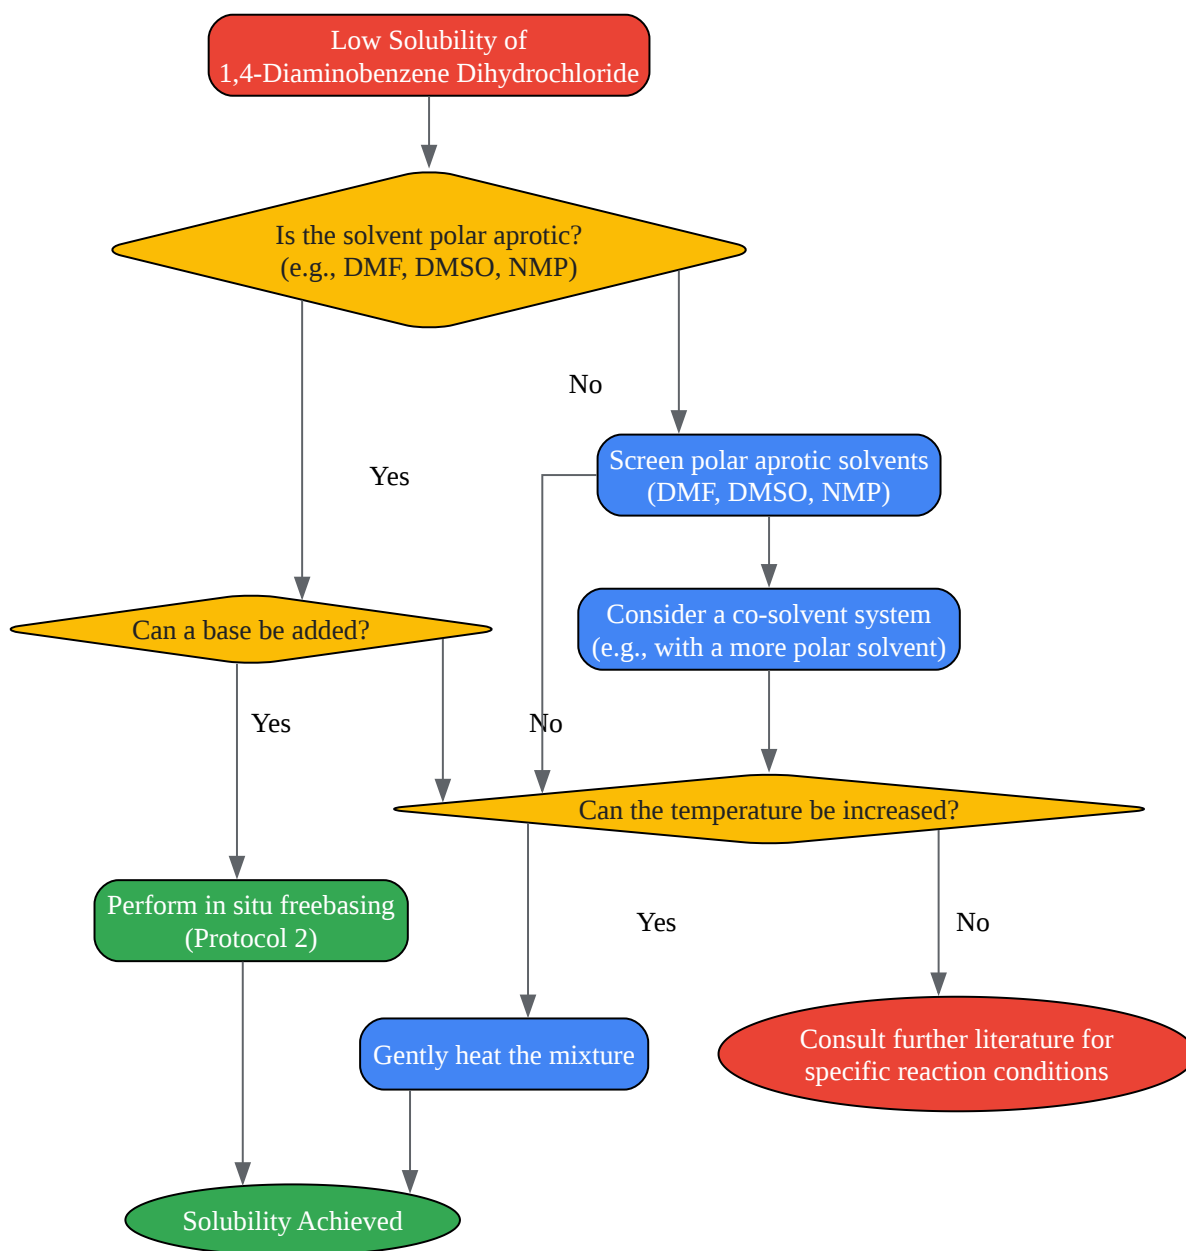 Low Solubility of
1,4-Diaminobenzene Dihydrochloride
Is the solvent polar aprotic?
(e.g., DMF, DMSO, NMP)
No
Yes
Screen polar aprotic solvents
(DMF, DMSO, NMP)
Can a base be added?
Consider a co-solvent system
(e.g., with a more polar solvent)
Yes
No
Can the temperature be increased?
Perform in situ freebasing
(Protocol 2)
Yes
No
Gently heat the mixture
Consult further literature for
specific reaction conditions
Solubility Achieved